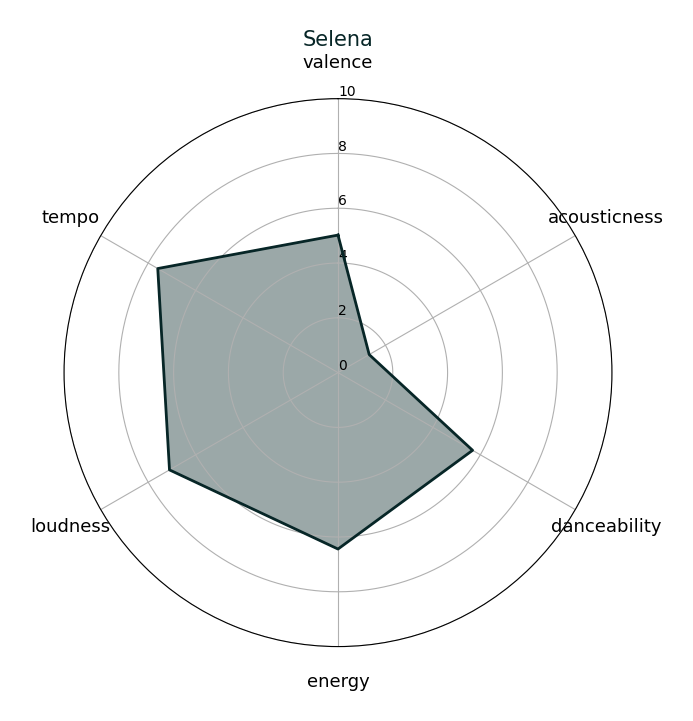 Selena
valence
10
8
tempo
6
acousticness
4
2
0
loudness
danceability
energy